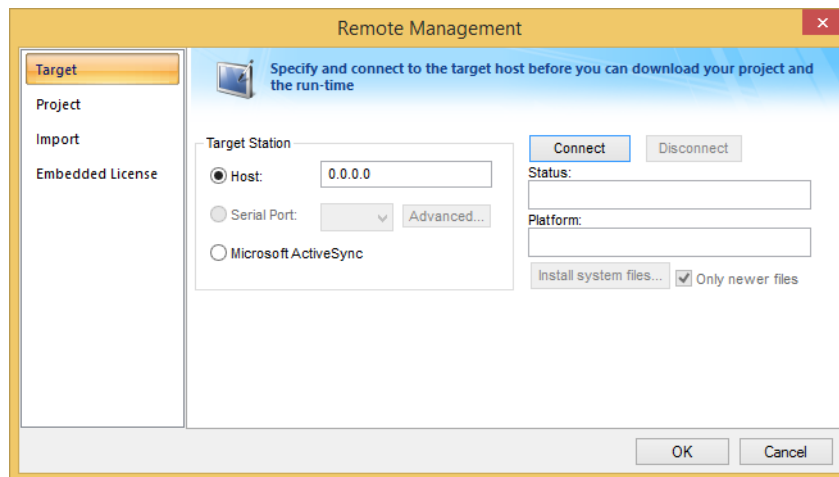 Remote Management
Target
Project
Import
Embedded License
Specify and connect to the target host before you can download your project and
the run-time
Target Station
Host: 0.0.0.0
Serial Port: Advanced...
Microsoft ActiveSync
Connect Disconnect
Status:
Platform:
Install system files... Only newer files
OK Cancel